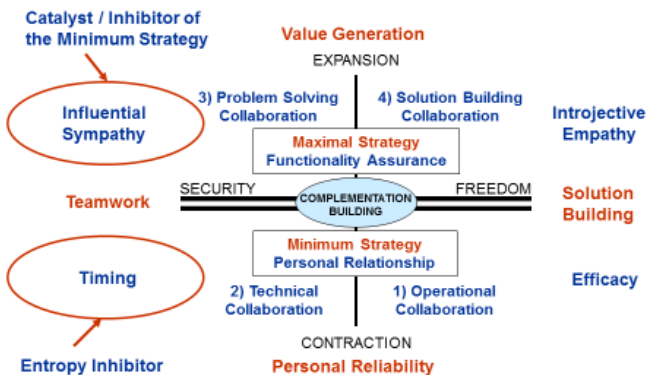 Catalyst / Inhibitor of
the Minimum Strategy
Value Generation
EXPANSION
Influential
Sympathy
3) Problem Solving
Collaboration
4) Solution Building
Collaboration
Introjective
Empathy
Maximal Strategy
Functionality Assurance
Teamwork
SECURITY
COMPLEMENTATION
BUILDING
FREEDOM
Solution
Building
Minimum Strategy
Personal Relationship
Timing
2) Technical
Collaboration
1) Operational
Collaboration
Efficacy
CONTRACTION
Entropy Inhibitor
Personal Reliability